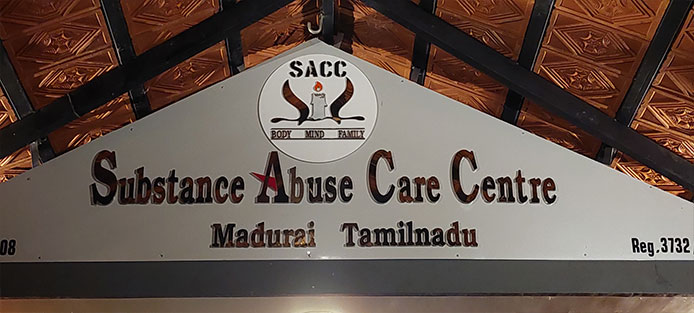 SACC
BODY MIND FAMILY
Substance Abuse Care Centre
Madurai Tamilnadu
08
Reg.3732